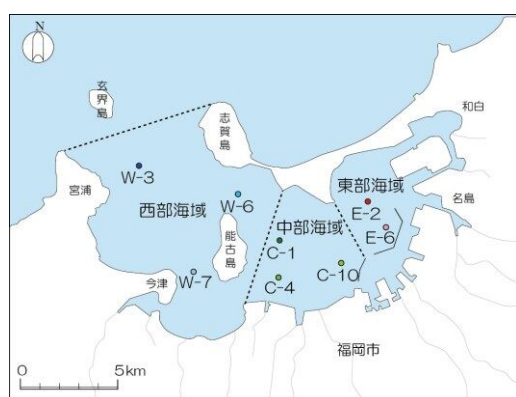 N
玄界島
志賀島
和白
宮浦
W-3
東部海域
名島
W-6
E-2
西部海域
中部海域
E-6
能古島
C-1
W-7
C-10
今津
C-4
福岡市
0
5km